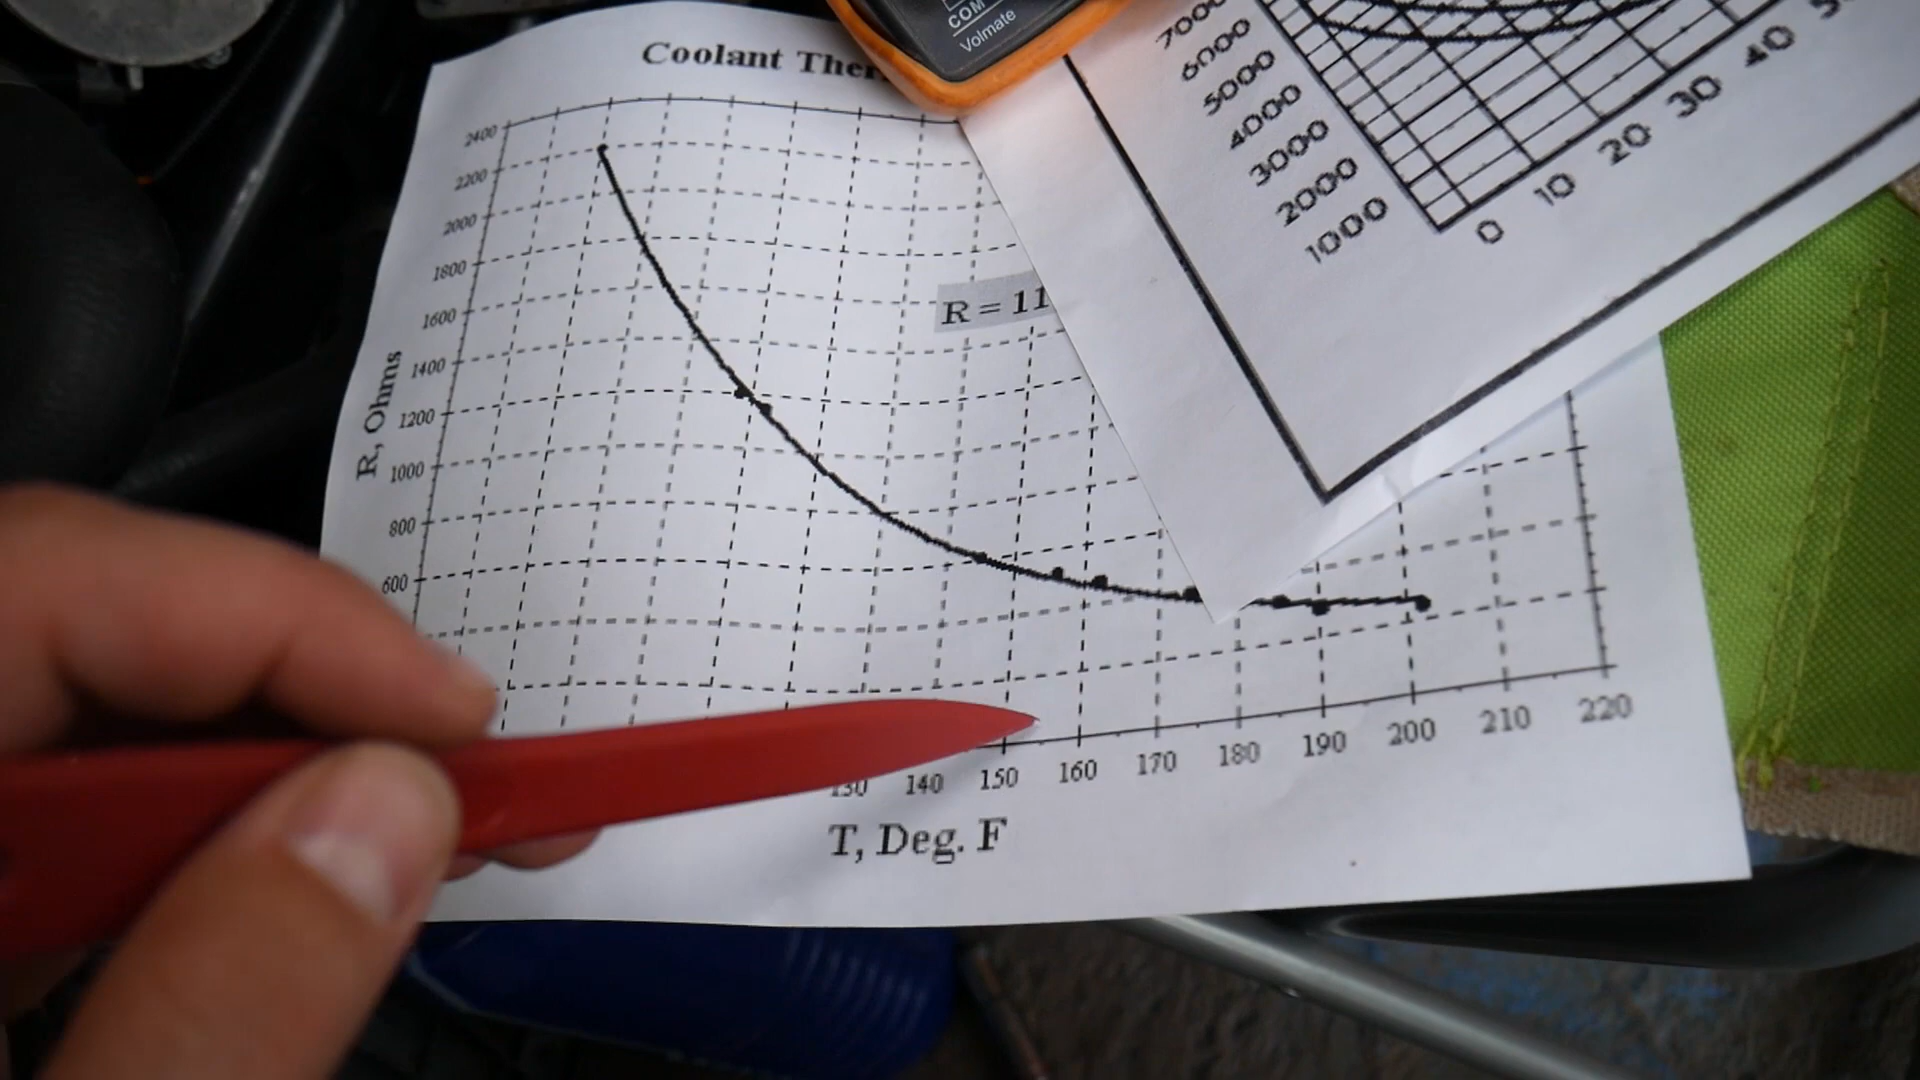 COM
Volmate
Coolant Ther
2400
2200
2000
1800
1600
1400
1200
1000
800
600
R, Ohms
R = 11
130 140 150 160 170 180 190 200 210 220
T, Deg. F
7000
6000
5000
4000
3000
2000
1000
0 10 20 30 40